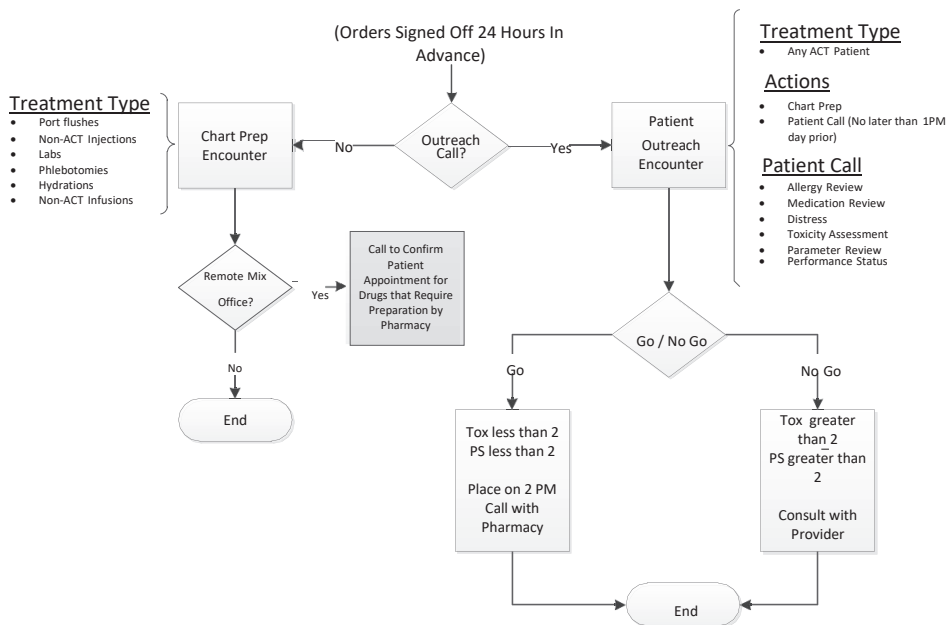 (Orders Signed Off 24 Hours In
Advance)
Treatment Type
• Port flushes
• Non-ACT Injections
• Labs
• Phlebotomies
• Hydrations
• Non-ACT Infusions
Chart Prep
Encounter
No
Outreach
Call?
Yes
Patient
Outreach
Encounter
Treatment Type
• Any ACT Patient
Actions
• Chart Prep
• Patient Call (No later than 1PM
day prior)
Patient Call
• Allergy Review
• Medication Review
• Distress
• Toxicity Assessment
• Parameter Review
• Performance Status
Remote Mix
Office?
Yes
Call to Confirm
Patient
Appointment for
Drugs that Require
Preparation by
Pharmacy
No
End
Go / No Go
Go
No Go
Tox less than 2
PS less than 2
Place on 2 PM
Call with
Pharmacy
Tox greater
than 2
PS greater than
2
Consult with
Provider
End